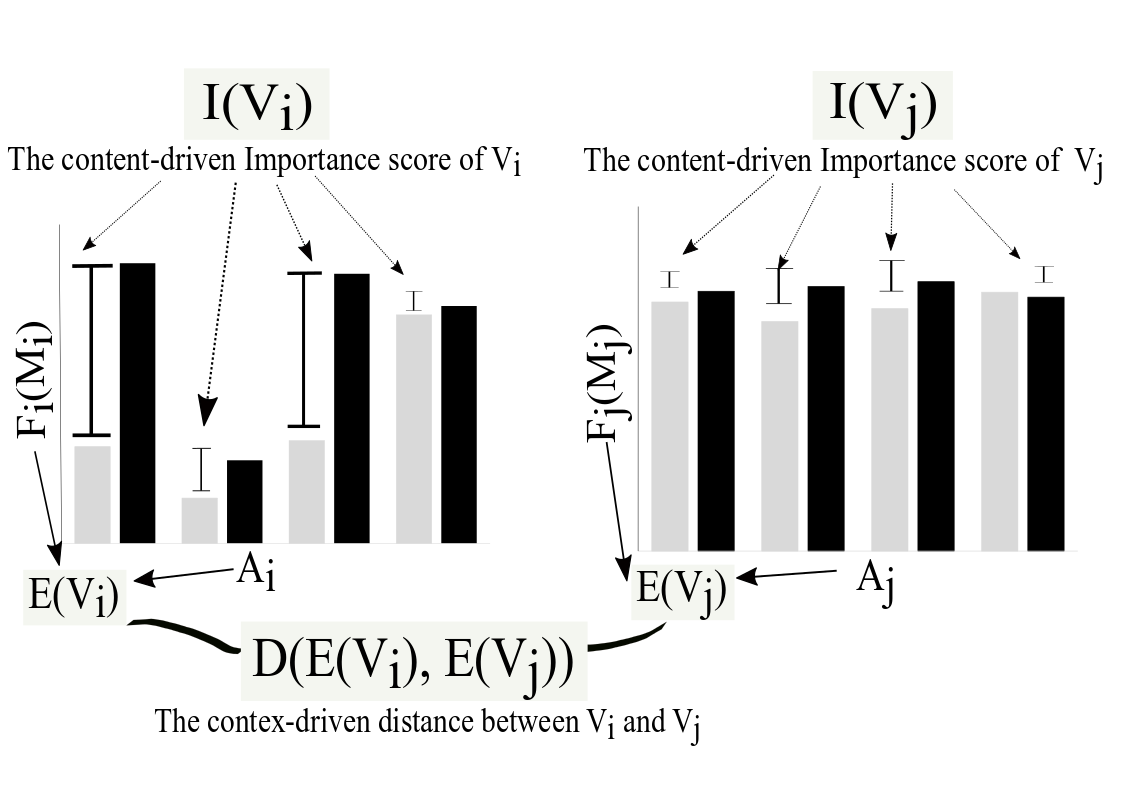 I(Vi)
The content-driven Importance score of Vi
Fi(Mi)
Ai
E(Vi)
I(Vj)
The content-driven Importance score of Vj
Fj(Mj)
Aj
E(Vj)
D(E(Vi), E(Vj))
The contex-driven distance between Vi and Vj